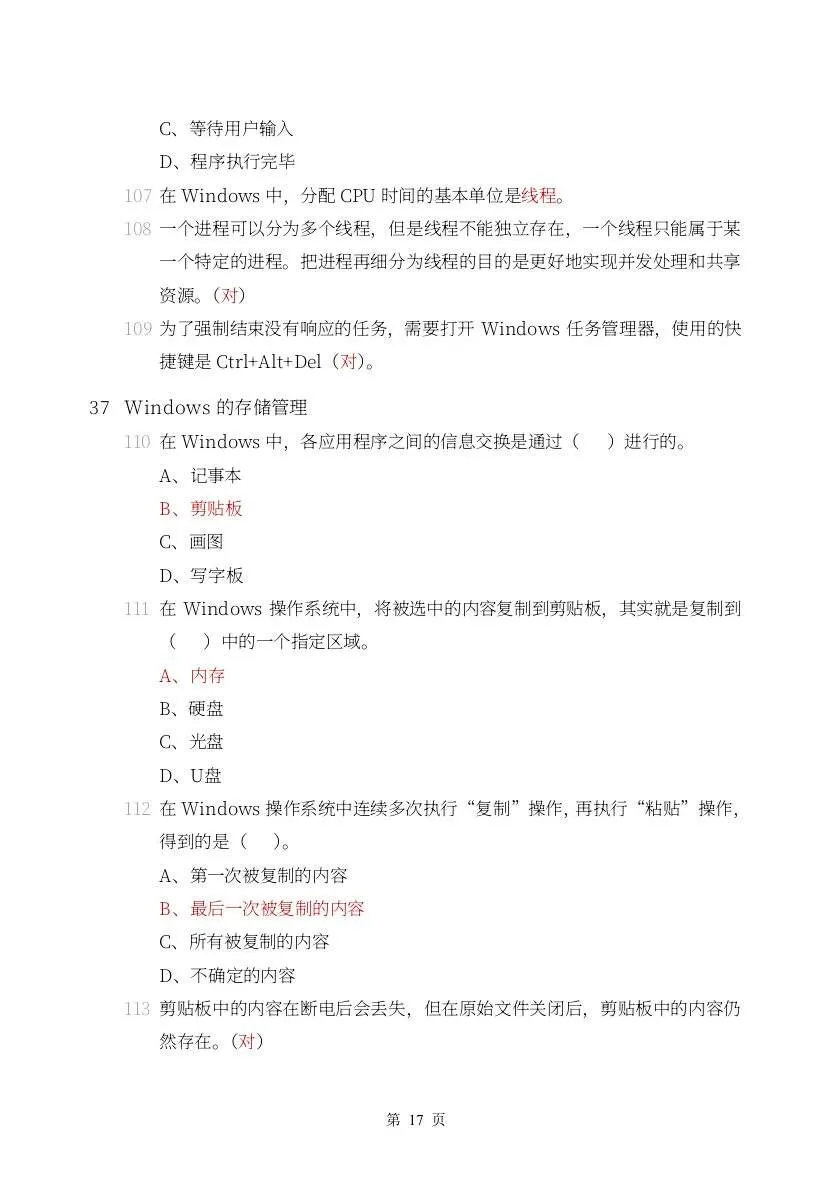 C、等待用户输入
D、程序执行完毕
107 在 Windows 中，分配 CPU 时间的基本单位是线程。
108 一个进程可以分为多个线程，但是线程不能独立存在，一个线程只能属于某
一个特定的进程。把进程再细分为线程的目的是更好地实现并发处理和共享
资源。（对）
109 为了强制结束没有响应的任务，需要打开 Windows 任务管理器，使用的快
捷键是 Ctrl+Alt+Del（对）。
37 Windows 的存储管理
110 在 Windows 中，各应用程序之间的信息交换是通过（ ）进行的。
A、记事本
B、剪贴板
C、画图
D、写字板
111 在 Windows 操作系统中，将被选中的内容复制到剪贴板，其实就是复制到
（ ）中的一个指定区域。
A、内存
B、硬盘
C、光盘
D、U盘
112 在 Windows 操作系统中连续多次执行“复制”操作，再执行“粘贴”操作，
得到的是（ ）。
A、第一次被复制的内容
B、最后一次被复制的内容
C、所有被复制的内容
D、不确定的内容
113 剪贴板中的内容在断电后会丢失，但在原始文件关闭后，剪贴板中的内容仍
然存在。（对）
第 17 页